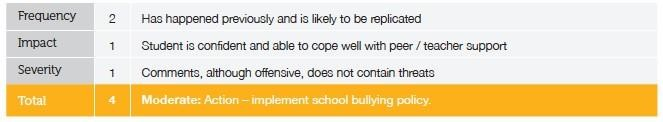 Frequency 2 Has happened previously and is likely to be replicated
Impact 1 Student is confident and able to cope well with peer / teacher support
Severity 1 Comments, although offensive, does not contain threats
Total 4 Moderate: Action – implement school bullying policy.